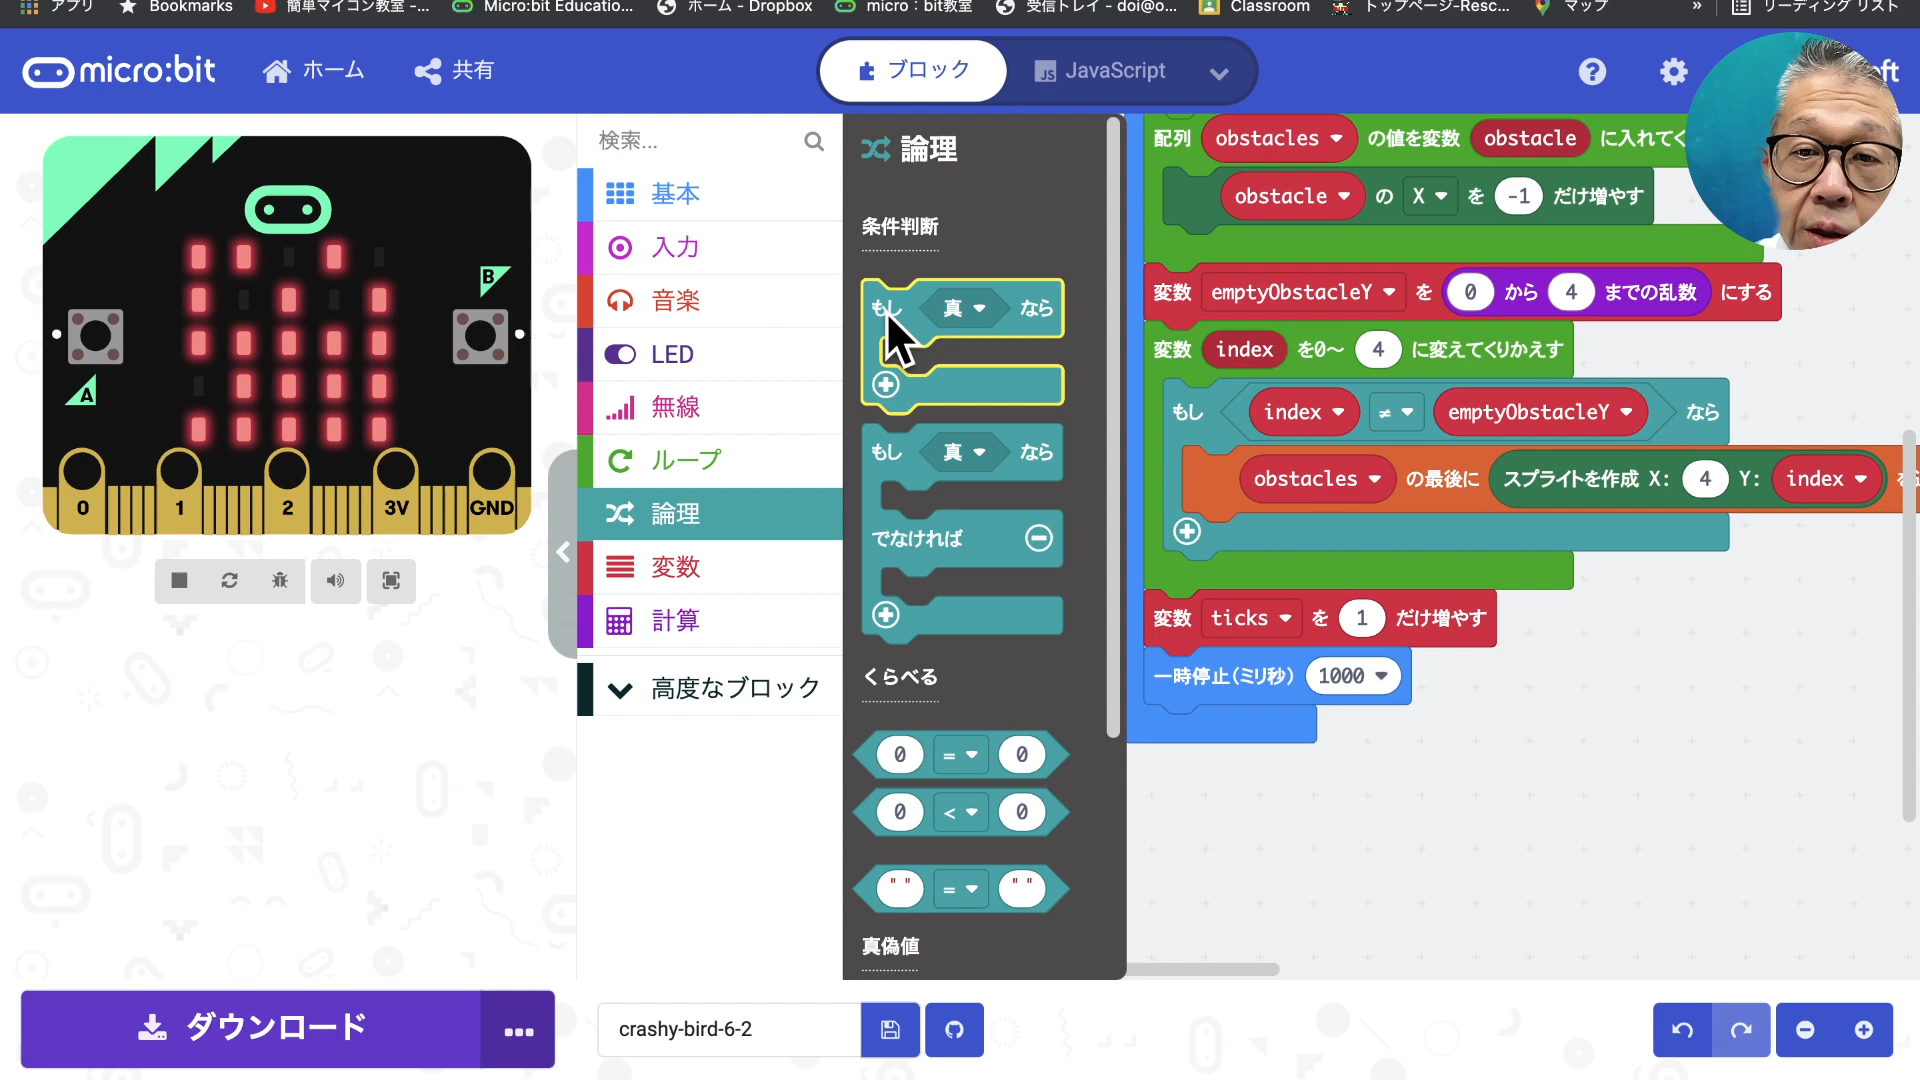 アプリ Bookmarks 簡単マイコン教室 -... Micro:bit Educatio... ホーム - Dropbox micro：bit教室 受信トレイ - doi@o... Classroom トップページ-Resc... マップ » リーディング リスト
micro:bit ホーム 共有 ブロック JavaScript ft
検索...
基本
入力
音楽
LED
無線
ループ
論理
変数
計算
高度なブロック
A
B
0 1 2 3V GND
論理
条件判断
もし 真 なら
もし 真 なら
でなければ
くらべる
0 = 0
0 < 0
" " = " "
真偽値
配列 obstacles の値を変数 obstacle に入れてく
obstacle の X を -1 だけ増やす
変数 emptyObstacleY を 0 から 4 までの乱数 にする
変数 index を0～ 4 に変えてくりかえす
もし index ≠ emptyObstacleY なら
obstacles の最後に スプライトを作成 X: 4 Y: index
変数 ticks を 1 だけ増やす
一時停止（ミリ秒） 1000
ダウンロード ...
crashy-bird-6-2